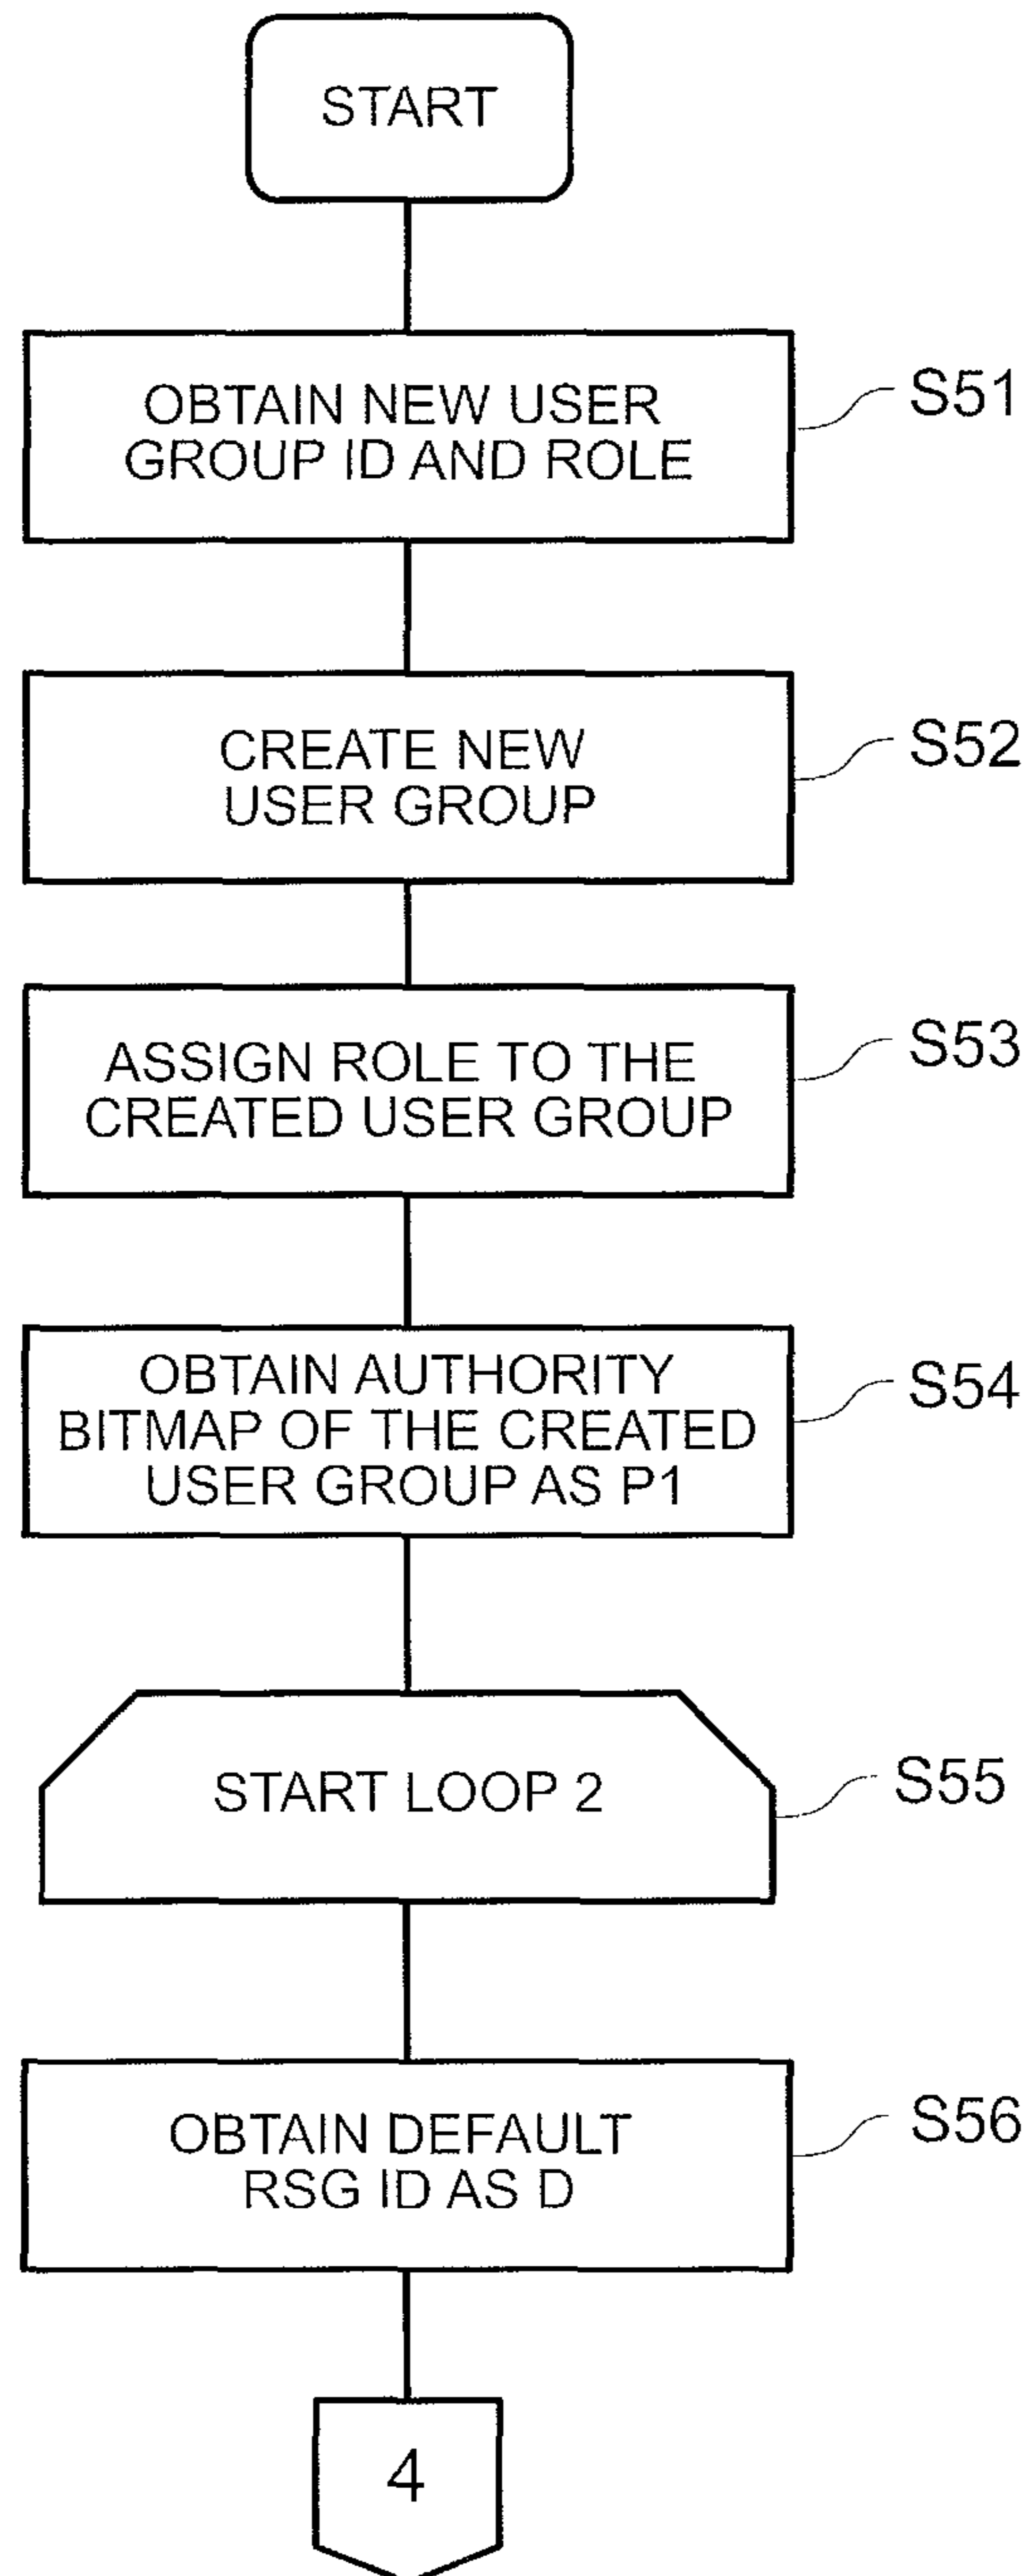 START
OBTAIN NEW USER
GROUP ID AND ROLE
S51
CREATE NEW
USER GROUP
S52
ASSIGN ROLE TO THE
CREATED USER GROUP
S53
OBTAIN AUTHORITY
BITMAP OF THE CREATED
USER GROUP AS P1
S54
START LOOP 2
S55
OBTAIN DEFAULT
RSG ID AS D
S56
4